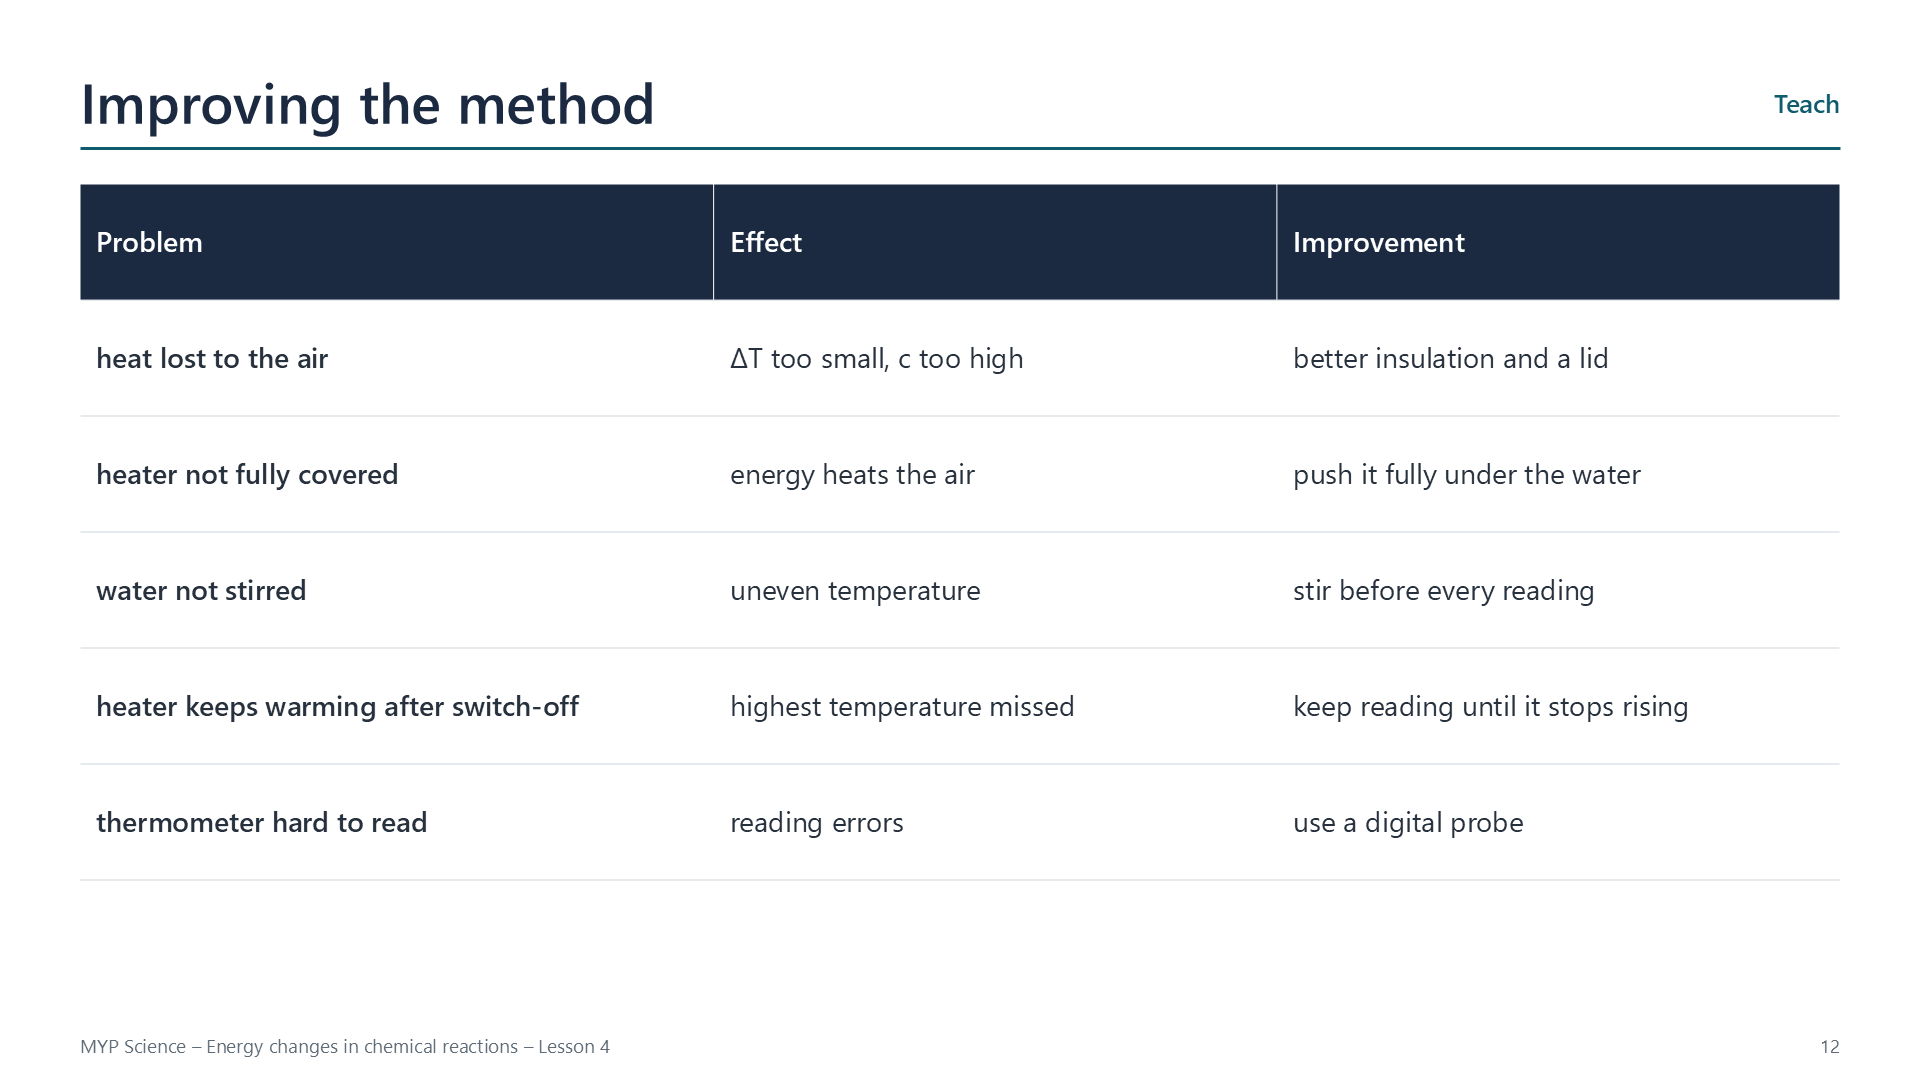 Improving the method
Teach
Problem Effect Improvement
heat lost to the air ΔT too small, c too high better insulation and a lid
heater not fully covered energy heats the air push it fully under the water
water not stirred uneven temperature stir before every reading
heater keeps warming after switch-off highest temperature missed keep reading until it stops rising
thermometer hard to read reading errors use a digital probe
MYP Science – Energy changes in chemical reactions – Lesson 4
12